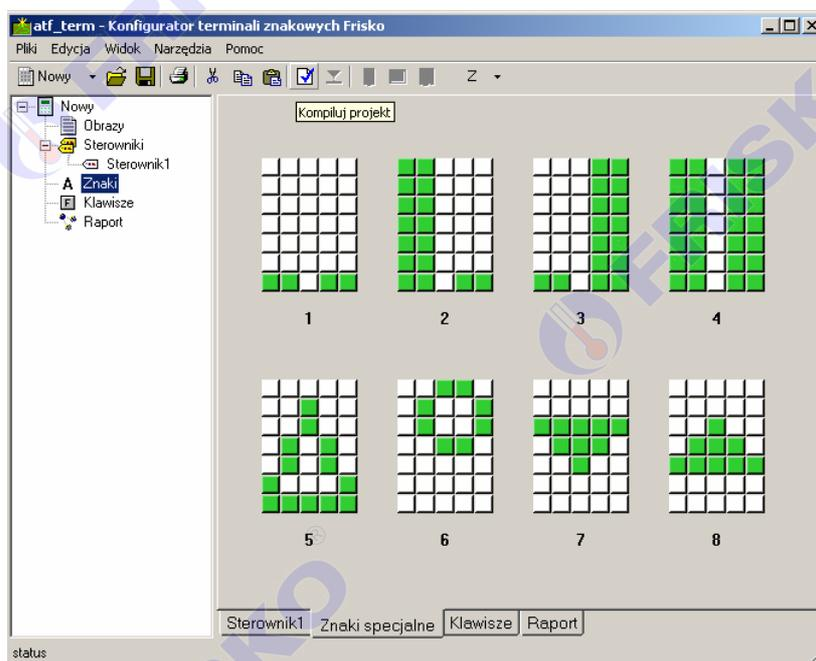 atf_term - Konfigurator terminali znakowych Frisko
Pliki Edycja Widok Narzędzia Pomoc
Nowy Z
Kompiluj projekt
Nowy
Obrazy
Sterowniki
Sterownik1
A Znaki
F Klawisze
Raport
1 2 3 4
5 6 7 8
Sterownik1 Znaki specjalne Klawisze Raport
status
FRISKO